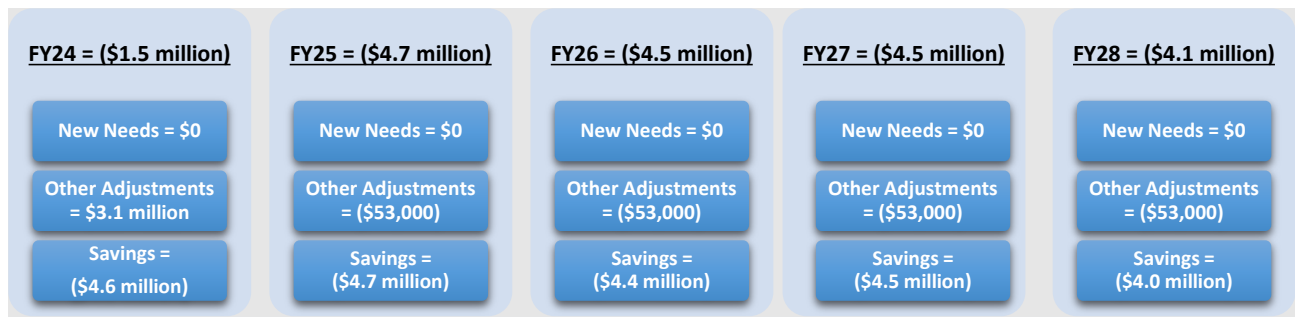 FY24 = ($1.5 million)
New Needs = $0
Other Adjustments
= $3.1 million
Savings =
($4.6 million)
FY25 = ($4.7 million)
New Needs = $0
Other Adjustments
= ($53,000)
Savings =
($4.7 million)
FY26 = ($4.5 million)
New Needs = $0
Other Adjustments
= ($53,000)
Savings =
($4.4 million)
FY27 = ($4.5 million)
New Needs = $0
Other Adjustments
= ($53,000)
Savings =
($4.5 million)
FY28 = ($4.1 million)
New Needs = $0
Other Adjustments
= ($53,000)
Savings =
($4.0 million)